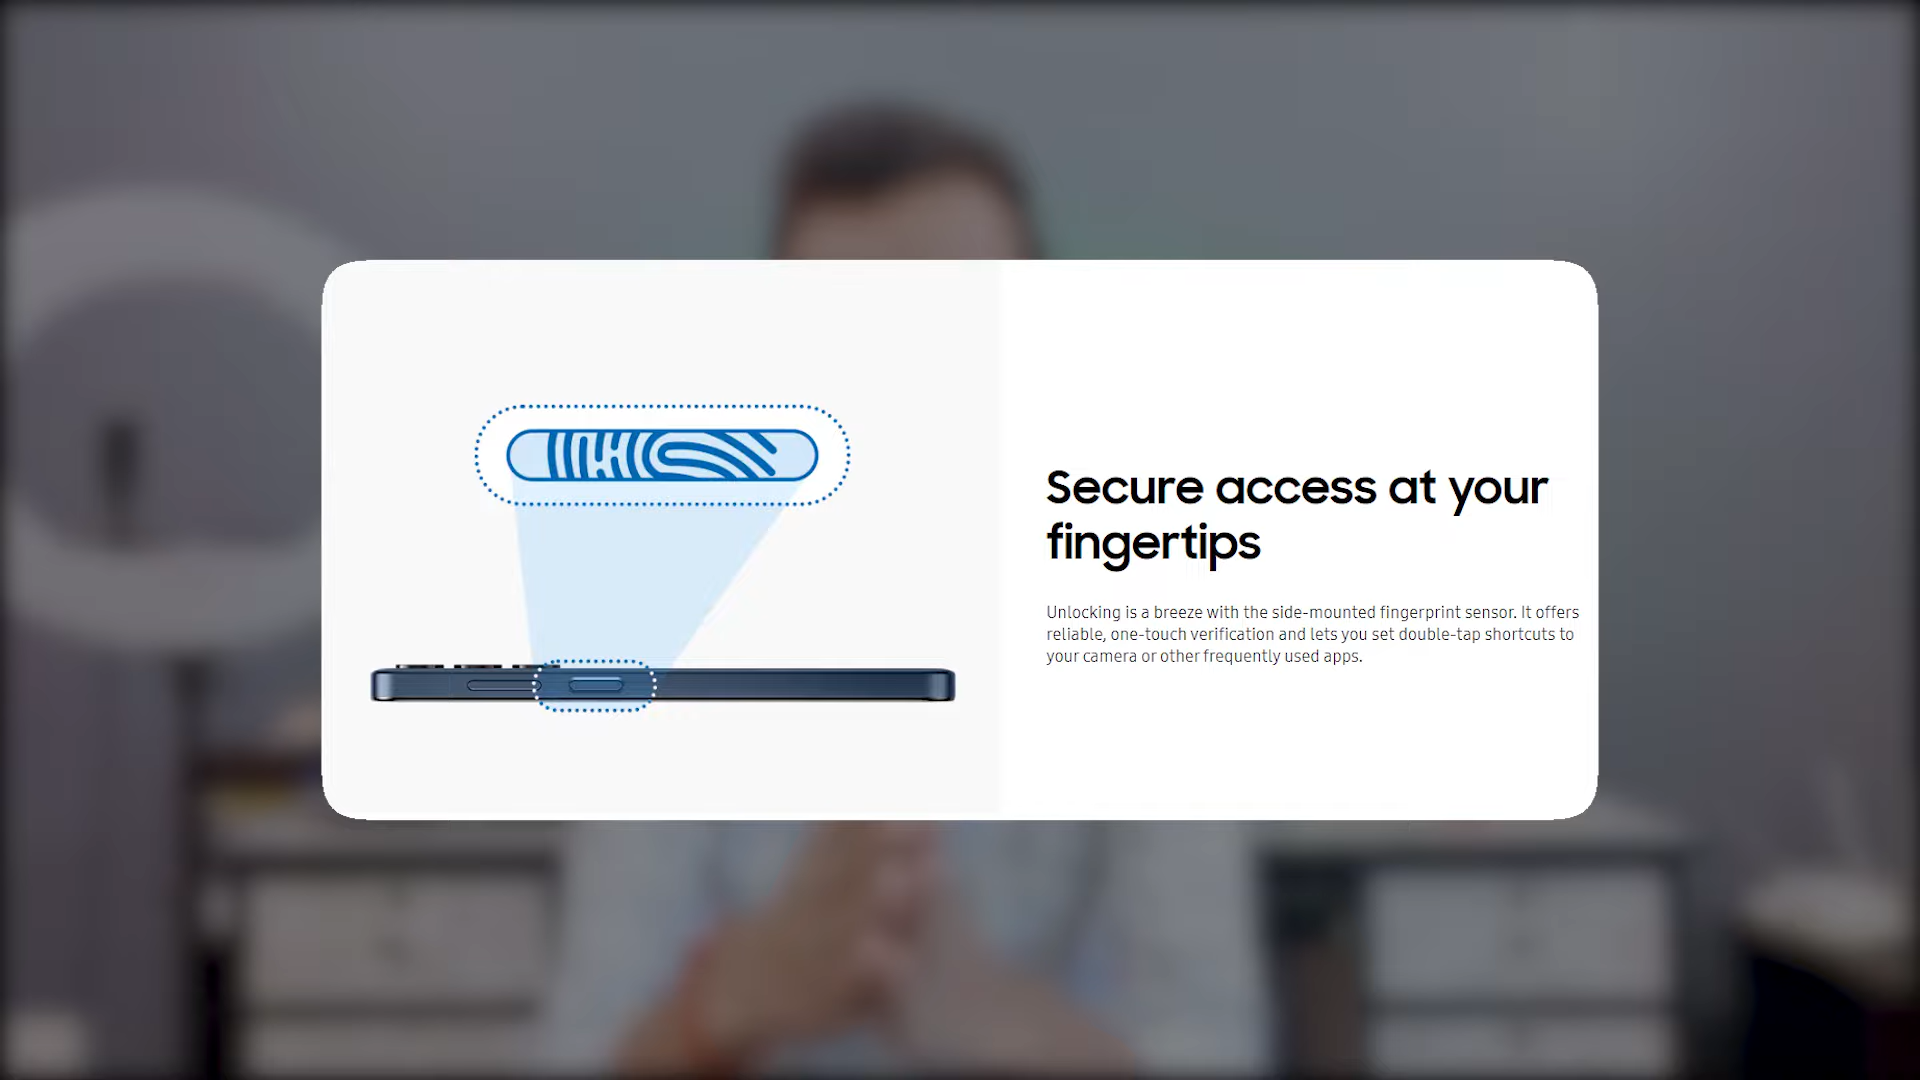 Secure access at your
fingertips
Unlocking is a breeze with the side-mounted fingerprint sensor. It offers
reliable, one-touch verification and lets you set double-tap shortcuts to
your camera or other frequently used apps.